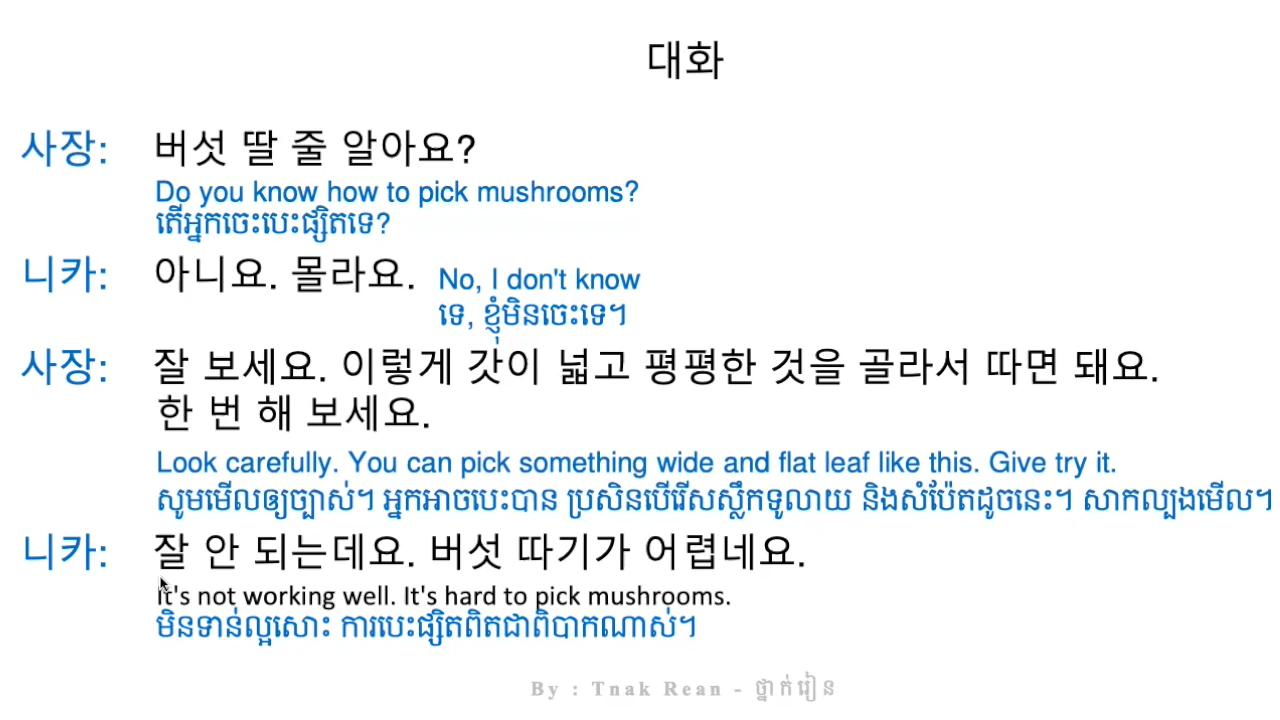 대화
사장: 버섯 딸 줄 알아요?
Do you know how to pick mushrooms?
តើអ្នកចេះបេះផ្សិតទេ?
니카: 아니요. 몰라요. No, I don't know
ទេ, ខ្ញុំមិនចេះទេ។
사장: 잘 보세요. 이렇게 갓이 넓고 평평한 것을 골라서 따면 돼요.
한 번 해 보세요.
Look carefully. You can pick something wide and flat leaf like this. Give try it.
សូមមើលឲ្យច្បាស់។ អ្នកអាចបេះបាន ប្រសិនបើរើសស្លឹកទូលាយ និងសំប៉ែតដូចនេះ។ សាកល្បងមើល។
니카: 잘 안 되는데요. 버섯 따기가 어렵네요.
It's not working well. It's hard to pick mushrooms.
មិនទាន់ល្អសោះ ការបេះផ្សិតពិតជាពិបាកណាស់។
By : Tnak Rean - ថ្នាក់រៀន